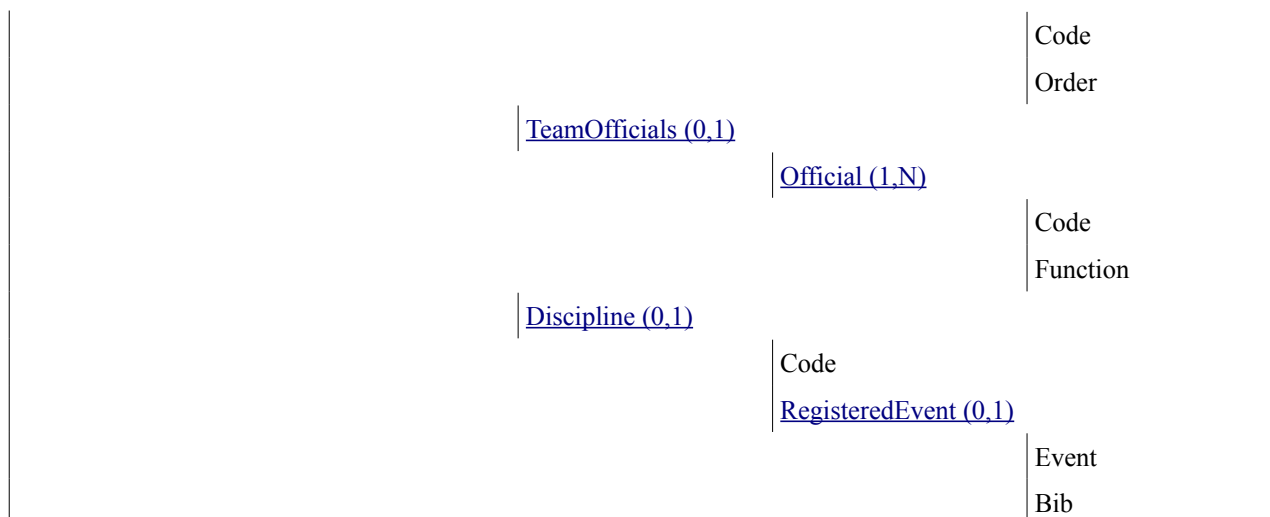 Code
Order
TeamOfficials (0,1)
Official (1,N)
Code
Function
Discipline (0,1)
Code
RegisteredEvent (0,1)
Event
Bib